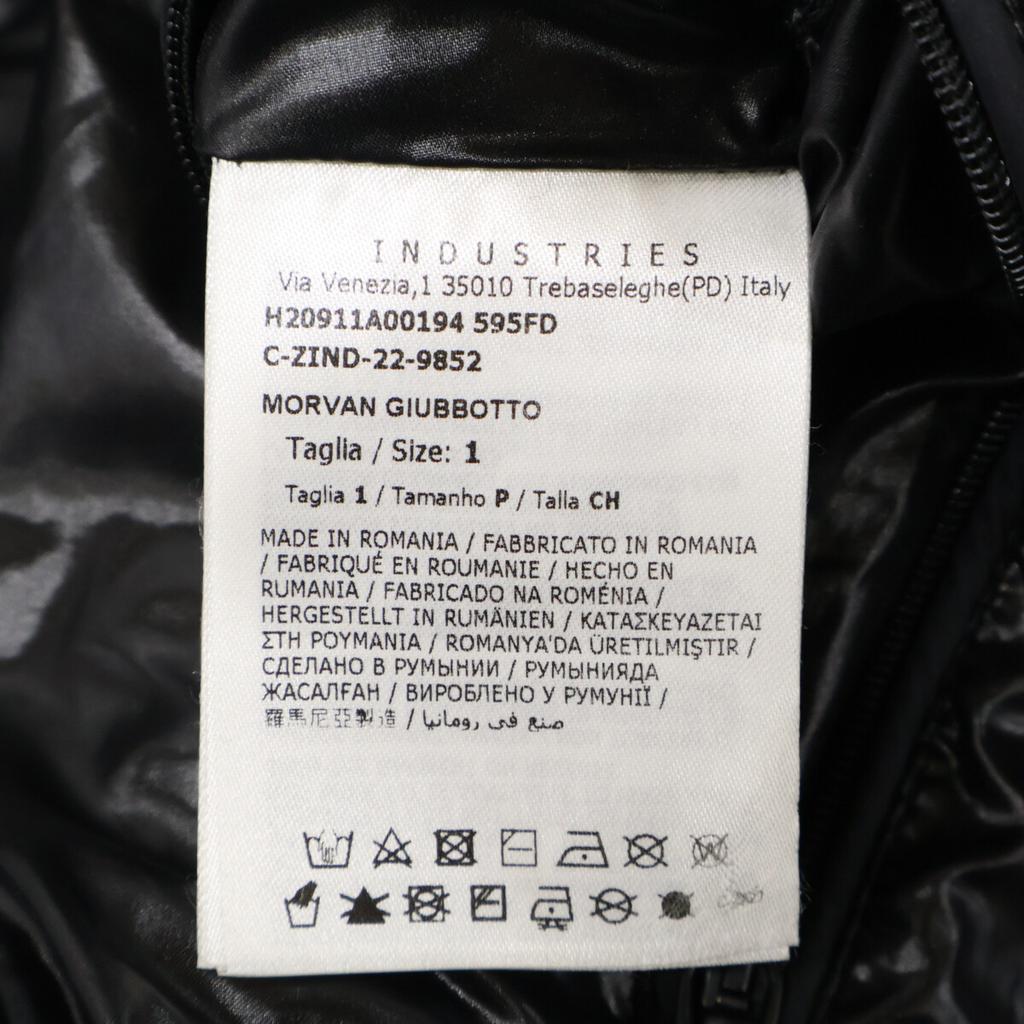 INDUSTRIES
Via Venezia,1 35010 Trebaseleghe(PD) Italy
H20911A00194 595FD
C-ZIND-22-9852
MORVAN GIUBBOTTO
Taglia / Size: 1
Taglia 1 / Tamanho P / Talla CH
MADE IN ROMANIA / FABBRICATO IN ROMANIA
/ FABRIQUÉ EN ROUMANIE / HECHO EN
RUMANIA / FABRICADO NA ROMÉNIA /
HERGESTELLT IN RUMÄNIEN / ΚΑΤΑΣΚΕΥΑΖΕΤΑΙ
ΣΤΗ ΡΟΥΜΑΝΙΑ / ROMANYA'DA ÜRETILMIŞTIR /
СДЕЛАНО В РУМЫНИИ / РУМЫНИЯДА
ЖАСАЛҒАН / ВИРОБЛЕНО У РУМУНІЇ /
羅馬尼亞製造 / صنع في رومانيا